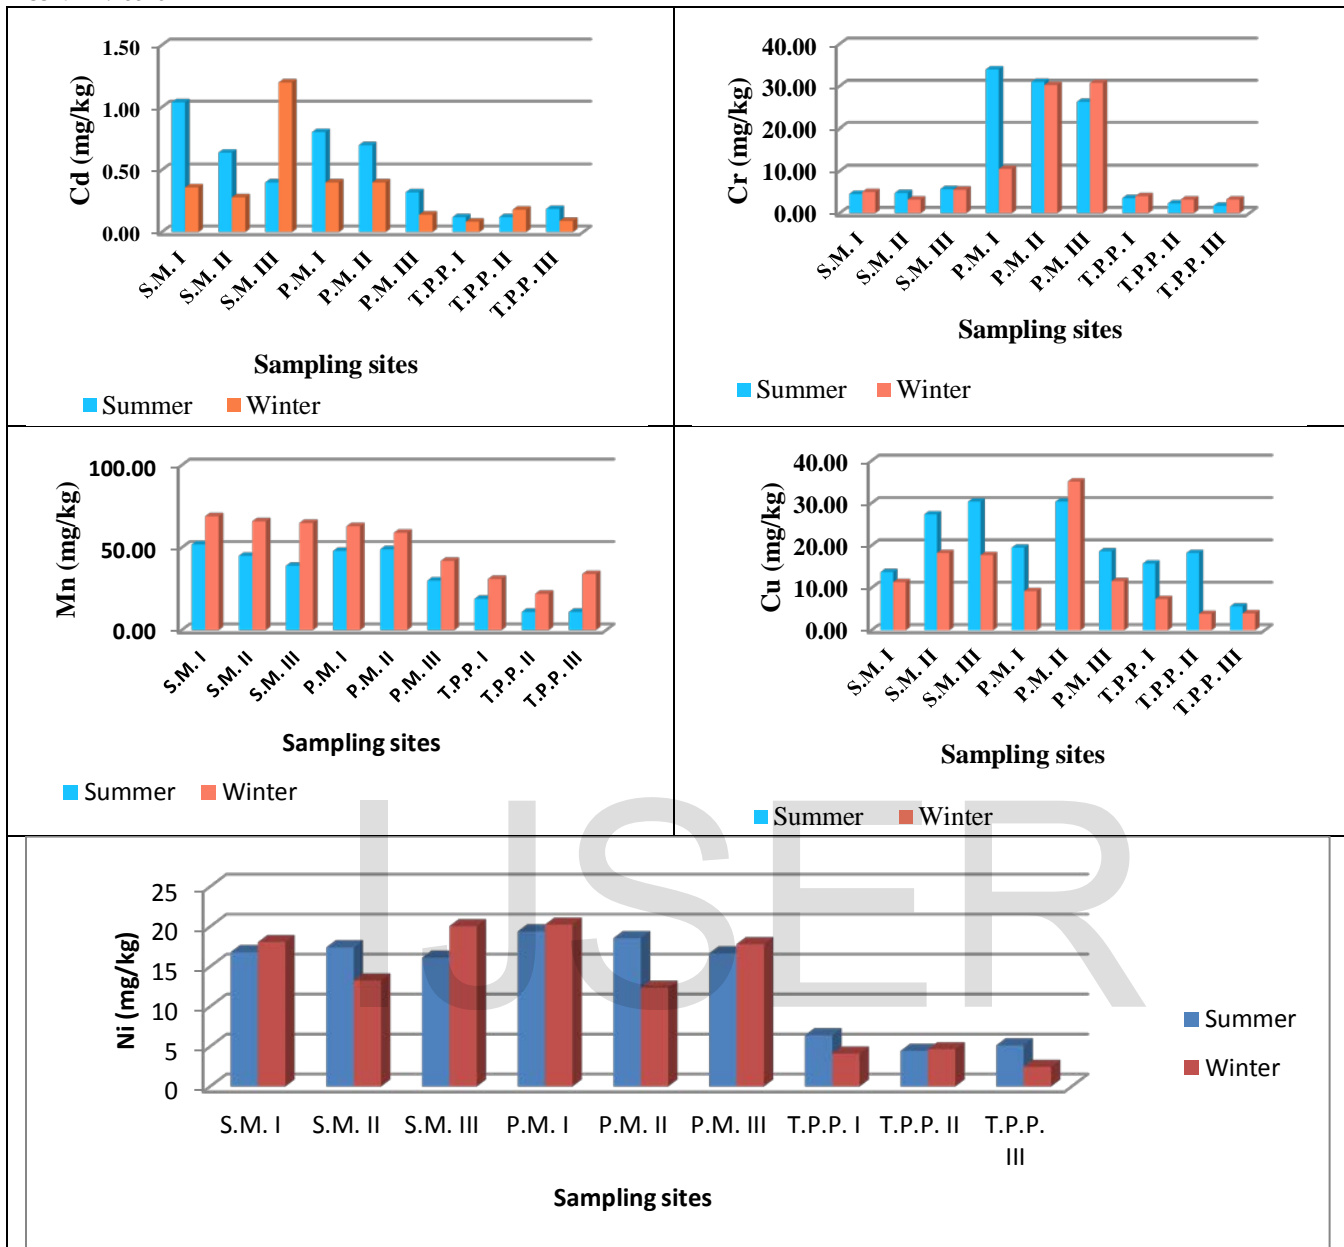 1.50
1.00
0.50
0.00
Cd (mg/kg)
S.M. I
S.M. II
S.M. III
P.M. I
P.M. II
P.M. III
T.P.P. I
T.P.P. II
T.P.P. III
Sampling sites
Summer Winter
40.00
30.00
20.00
10.00
0.00
Cr (mg/kg)
S.M. I
S.M. II
S.M. III
P.M. I
P.M. II
P.M. III
T.P.P. I
T.P.P. II
T.P.P. III
Sampling sites
Summer Winter
100.00
50.00
0.00
Mn (mg/kg)
S.M. I
S.M. II
S.M. III
P.M. I
P.M. II
P.M. III
T.P.P. I
T.P.P. II
T.P.P. III
Sampling sites
Summer Winter
40.00
30.00
20.00
10.00
0.00
Cu (mg/kg)
S.M. I
S.M. II
S.M. III
P.M. I
P.M. II
P.M. III
T.P.P. I
T.P.P. II
T.P.P. III
Sampling sites
Summer Winter
IJSER
25
20
15
10
5
0
Ni (mg/kg)
S.M. I S.M. II S.M. III P.M. I P.M. II P.M. III T.P.P. I T.P.P. II T.P.P.
III
Sampling sites
Summer
Winter